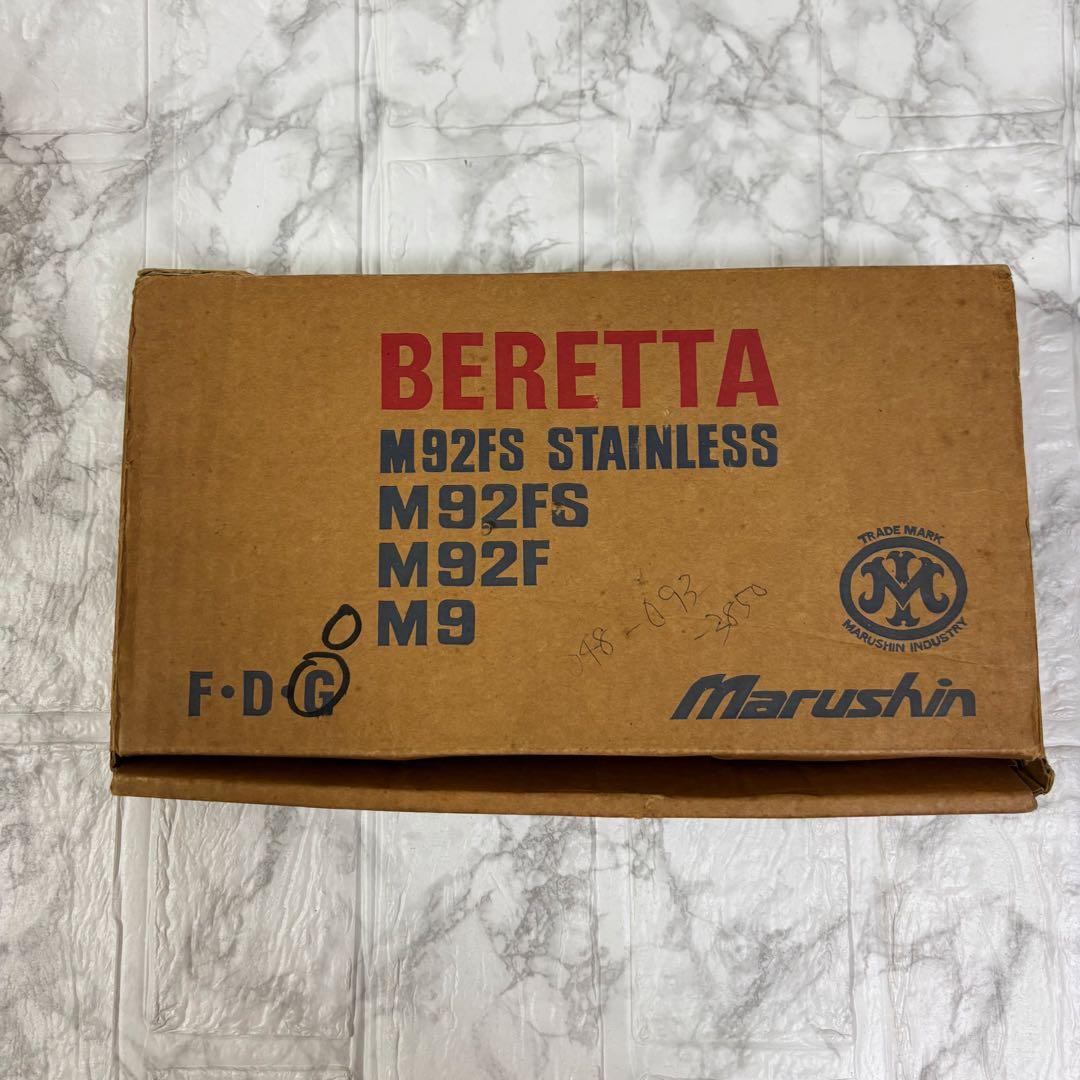 BERETTA
M92FS STAINLESS
M92FS
M92F
M9
F・D・G
TRADE MARK
M
MARUSHIN INDUSTRY
Marushin